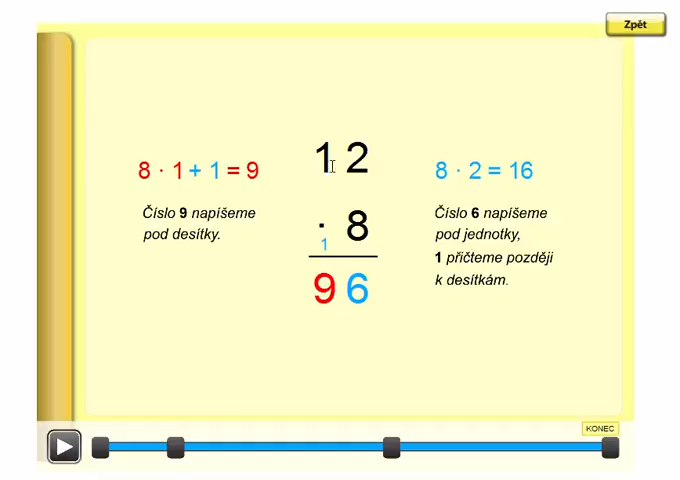 Zpět
8 · 1 + 1 = 9
Číslo 9 napíšeme
pod desítky.
12
· 8
1
96
8 · 2 = 16
Číslo 6 napíšeme
pod jednotky,
1 přičteme později
k desítkám.
KONEC